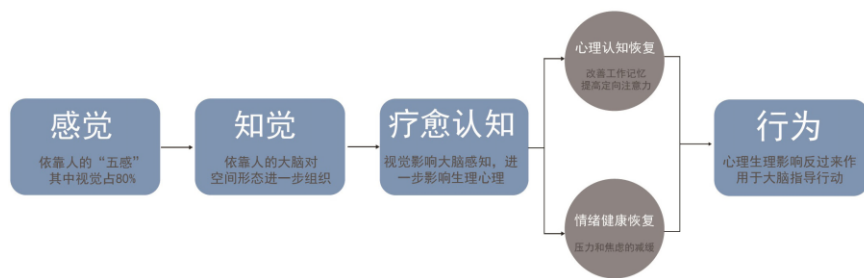 感觉
依靠人的“五感”
其中视觉占80%
知觉
依靠人的大脑对
空间形态进一步组织
疗愈认知
视觉影响大脑感知，进
一步影响生理心理
心理认知恢复
改善工作记忆
提高定向注意力
情绪健康恢复
压力和焦虑的减缓
行为
心理生理影响反过来作
用于大脑指导行动